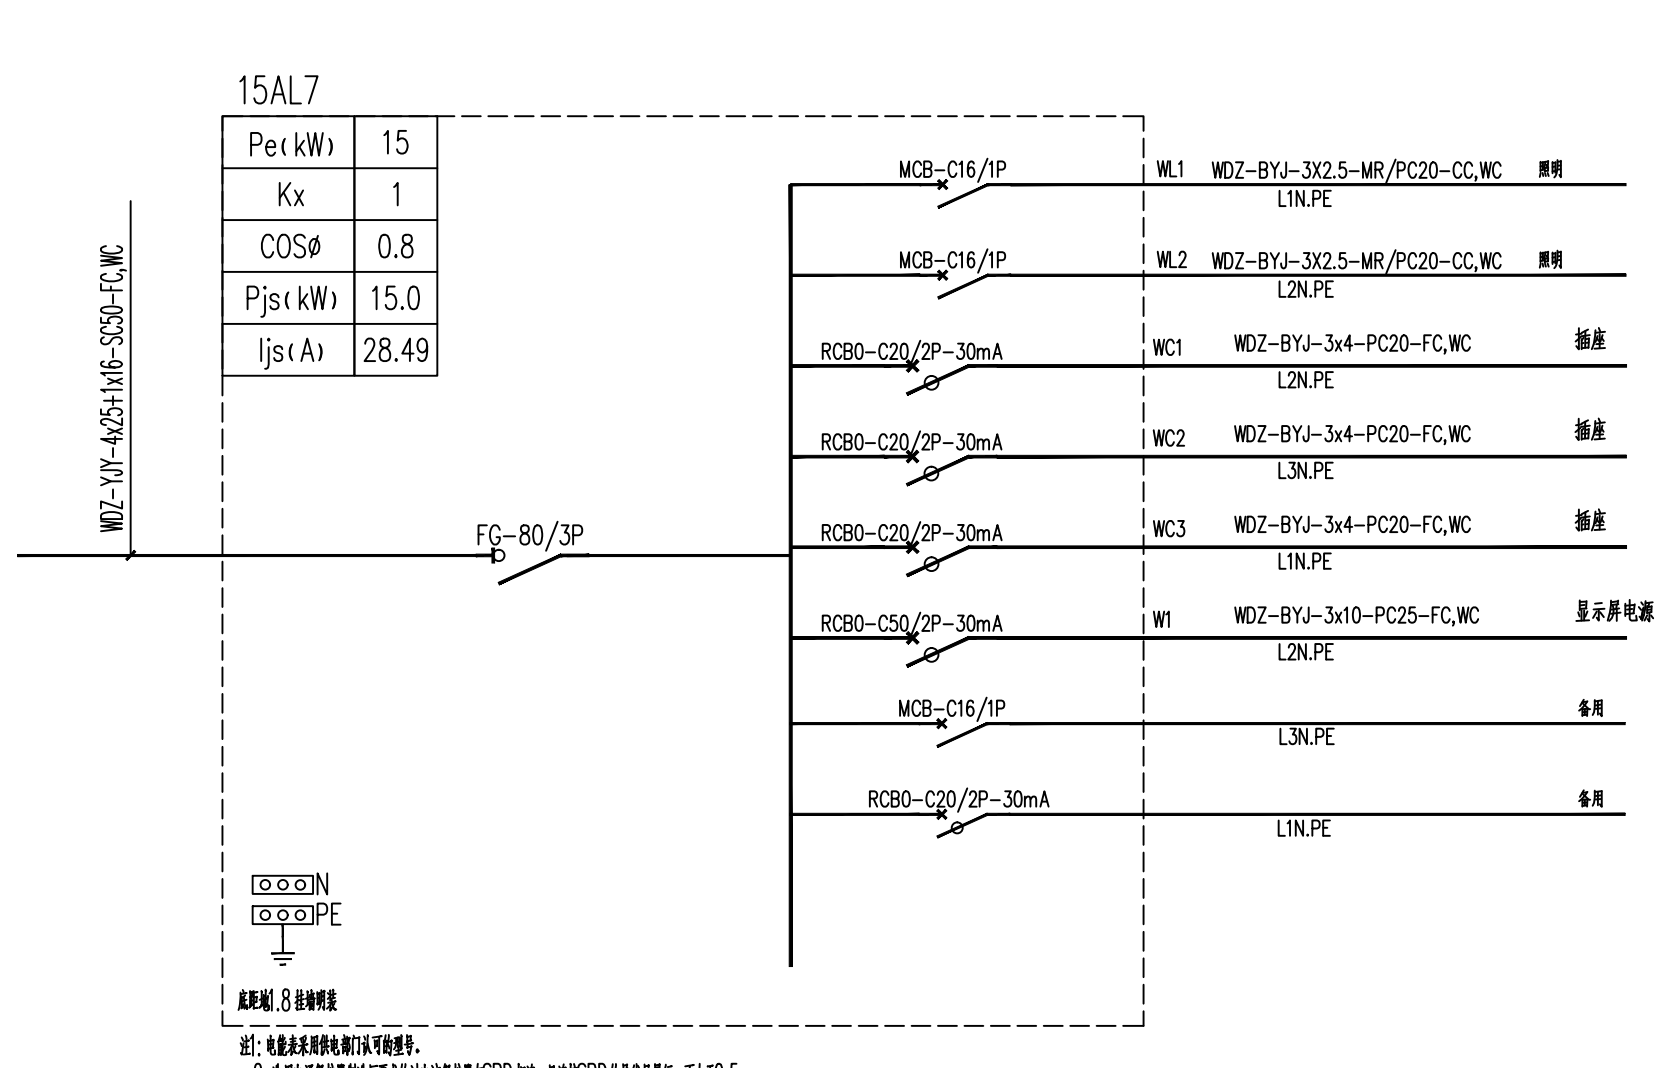 15AL7
Pe(kW) 15
Kx 1
COSø 0.8
Pjs(kW) 15.0
Ijs(A) 28.49
WDZ-YJY-4x25+1x16-SC50-FC,WC
FG-80/3P
MCB-C16/1P WL1 WDZ-BYJ-3X2.5-MR/PC20-CC,WC 照明
L1N.PE
MCB-C16/1P WL2 WDZ-BYJ-3X2.5-MR/PC20-CC,WC 照明
L2N.PE
RCBO-C20/2P-30mA WC1 WDZ-BYJ-3x4-PC20-FC,WC 插座
L2N.PE
RCBO-C20/2P-30mA WC2 WDZ-BYJ-3x4-PC20-FC,WC 插座
L3N.PE
RCBO-C20/2P-30mA WC3 WDZ-BYJ-3x4-PC20-FC,WC 插座
L1N.PE
RCBO-C50/2P-30mA W1 WDZ-BYJ-3x10-PC25-FC,WC 显示屏电源
L2N.PE
MCB-C16/1P 备用
L3N.PE
RCBO-C20/2P-30mA 备用
L1N.PE
N
PE
底距地1.8挂墙明装
注1: 电能表采用供电部门认可的型号。